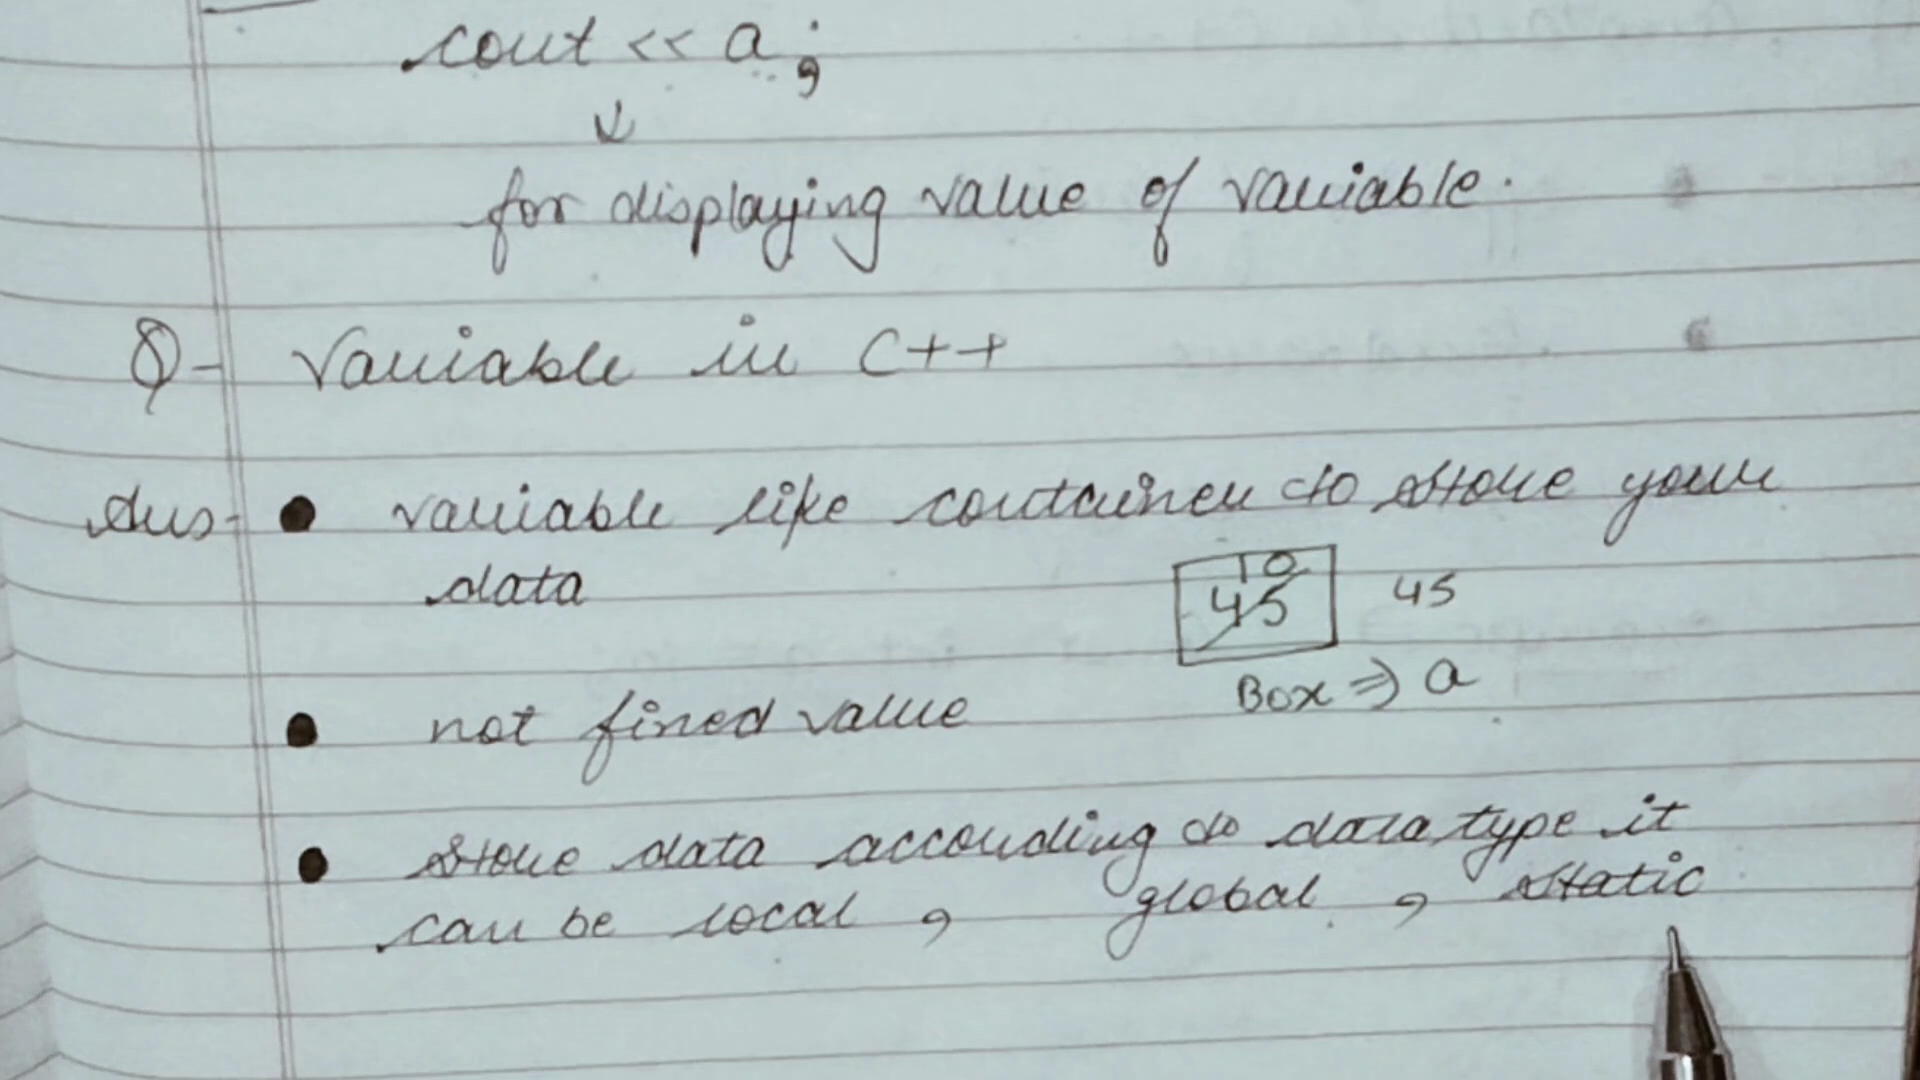 cout << a;
↓
for displaying value of variable.
Q- Variable in C++
Ans- • variable like container to store your
data
10
45 45
Box ⇒ a
• not fixed value
• store data according to data type it
can be local, global, static